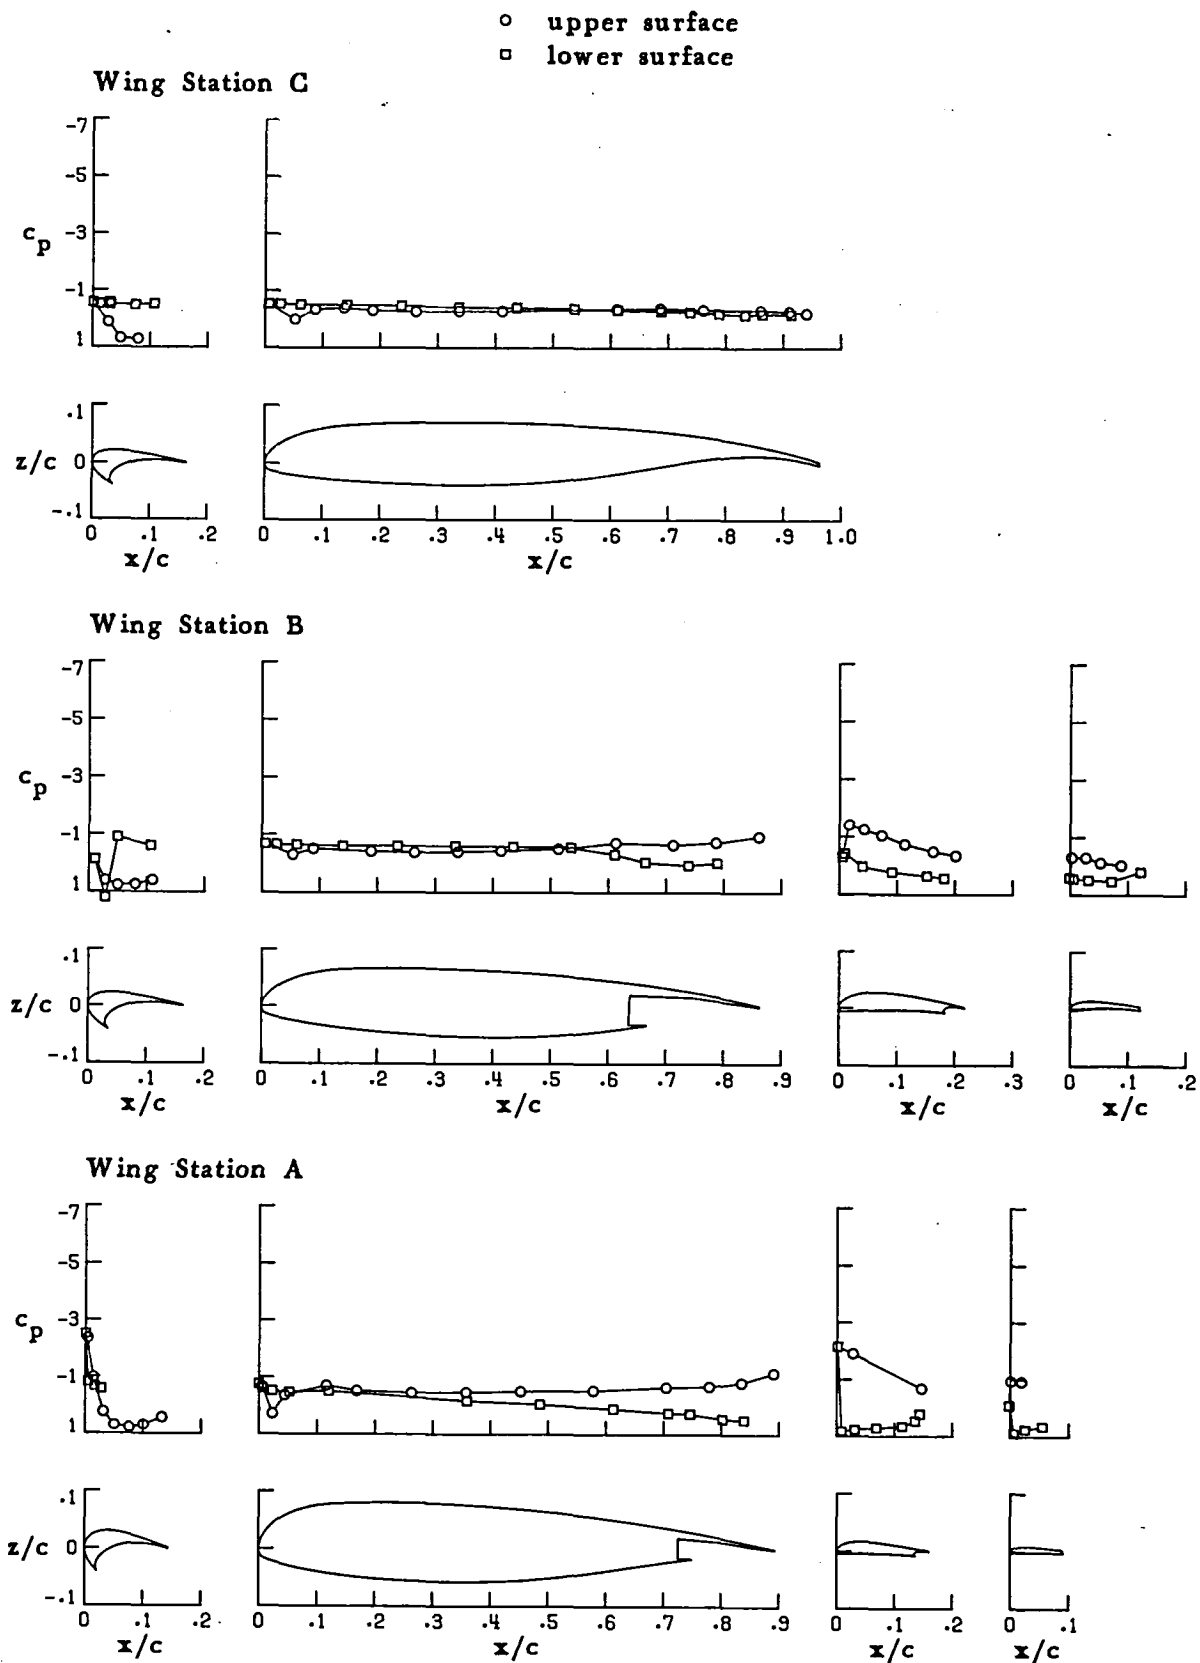 upper surface
lower surface
Wing Station C
-7
-5
-3
-1
1
c_p
.1
0
-.1
z/c
0 .1 .2
x/c
0 .1 .2 .3 .4 .5 .6 .7 .8 .9 1.0
x/c
Wing Station B
-7
-5
-3
-1
1
c_p
.1
0
-.1
z/c
0 .1 .2
x/c
0 .1 .2 .3 .4 .5 .6 .7 .8 .9
x/c
0 .1 .2 .3
x/c
0 .1 .2
x/c
Wing Station A
-7
-5
-3
-1
1
c_p
.1
0
-.1
z/c
0 .1 .2
x/c
0 .1 .2 .3 .4 .5 .6 .7 .8 .9
x/c
0 .1 .2
x/c
0 .1
x/c